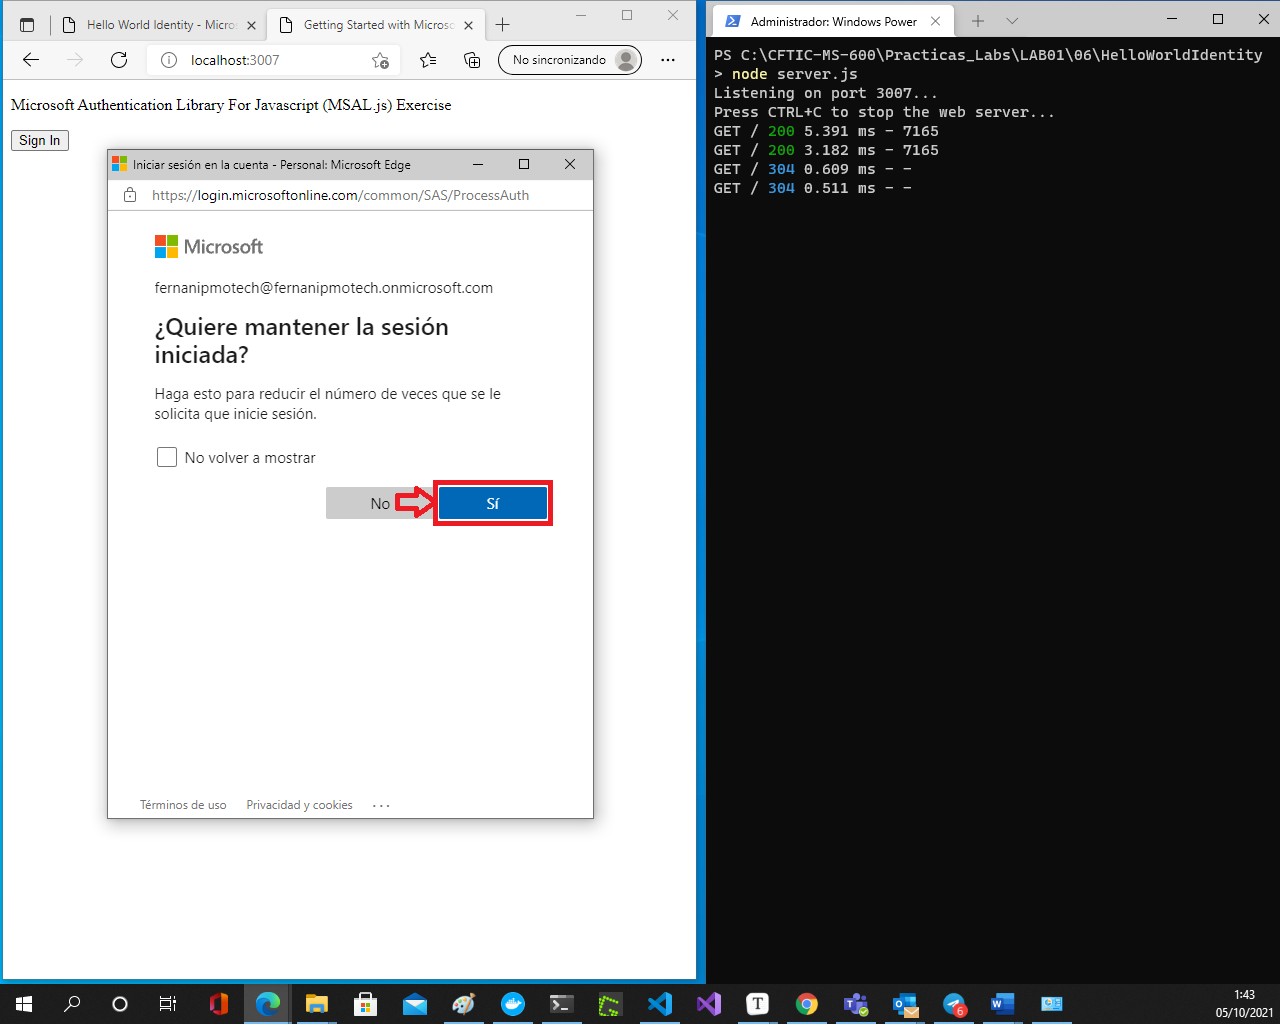 Hello World Identity - Micros
Getting Started with Microsc
localhost:3007
No sincronizando
Microsoft Authentication Library For Javascript (MSAL.js) Exercise
Sign In
Iniciar sesión en la cuenta - Personal: Microsoft Edge
https://login.microsoftonline.com/common/SAS/ProcessAuth
Microsoft
fernanipmotech@fernanipmotech.onmicrosoft.com
¿Quiere mantener la sesión
iniciada?
Haga esto para reducir el número de veces que se le
solicita que inicie sesión.
No volver a mostrar
No
Sí
Términos de uso
Privacidad y cookies
Administrador: Windows Power
PS C:\CFTIC-MS-600\Practicas_Labs\LAB01\06\HelloWorldIdentity
> node server.js
Listening on port 3007...
Press CTRL+C to stop the web server...
GET / 200 5.391 ms - 7165
GET / 200 3.182 ms - 7165
GET / 304 0.609 ms - -
GET / 304 0.511 ms - -
T
6
1:43
05/10/2021